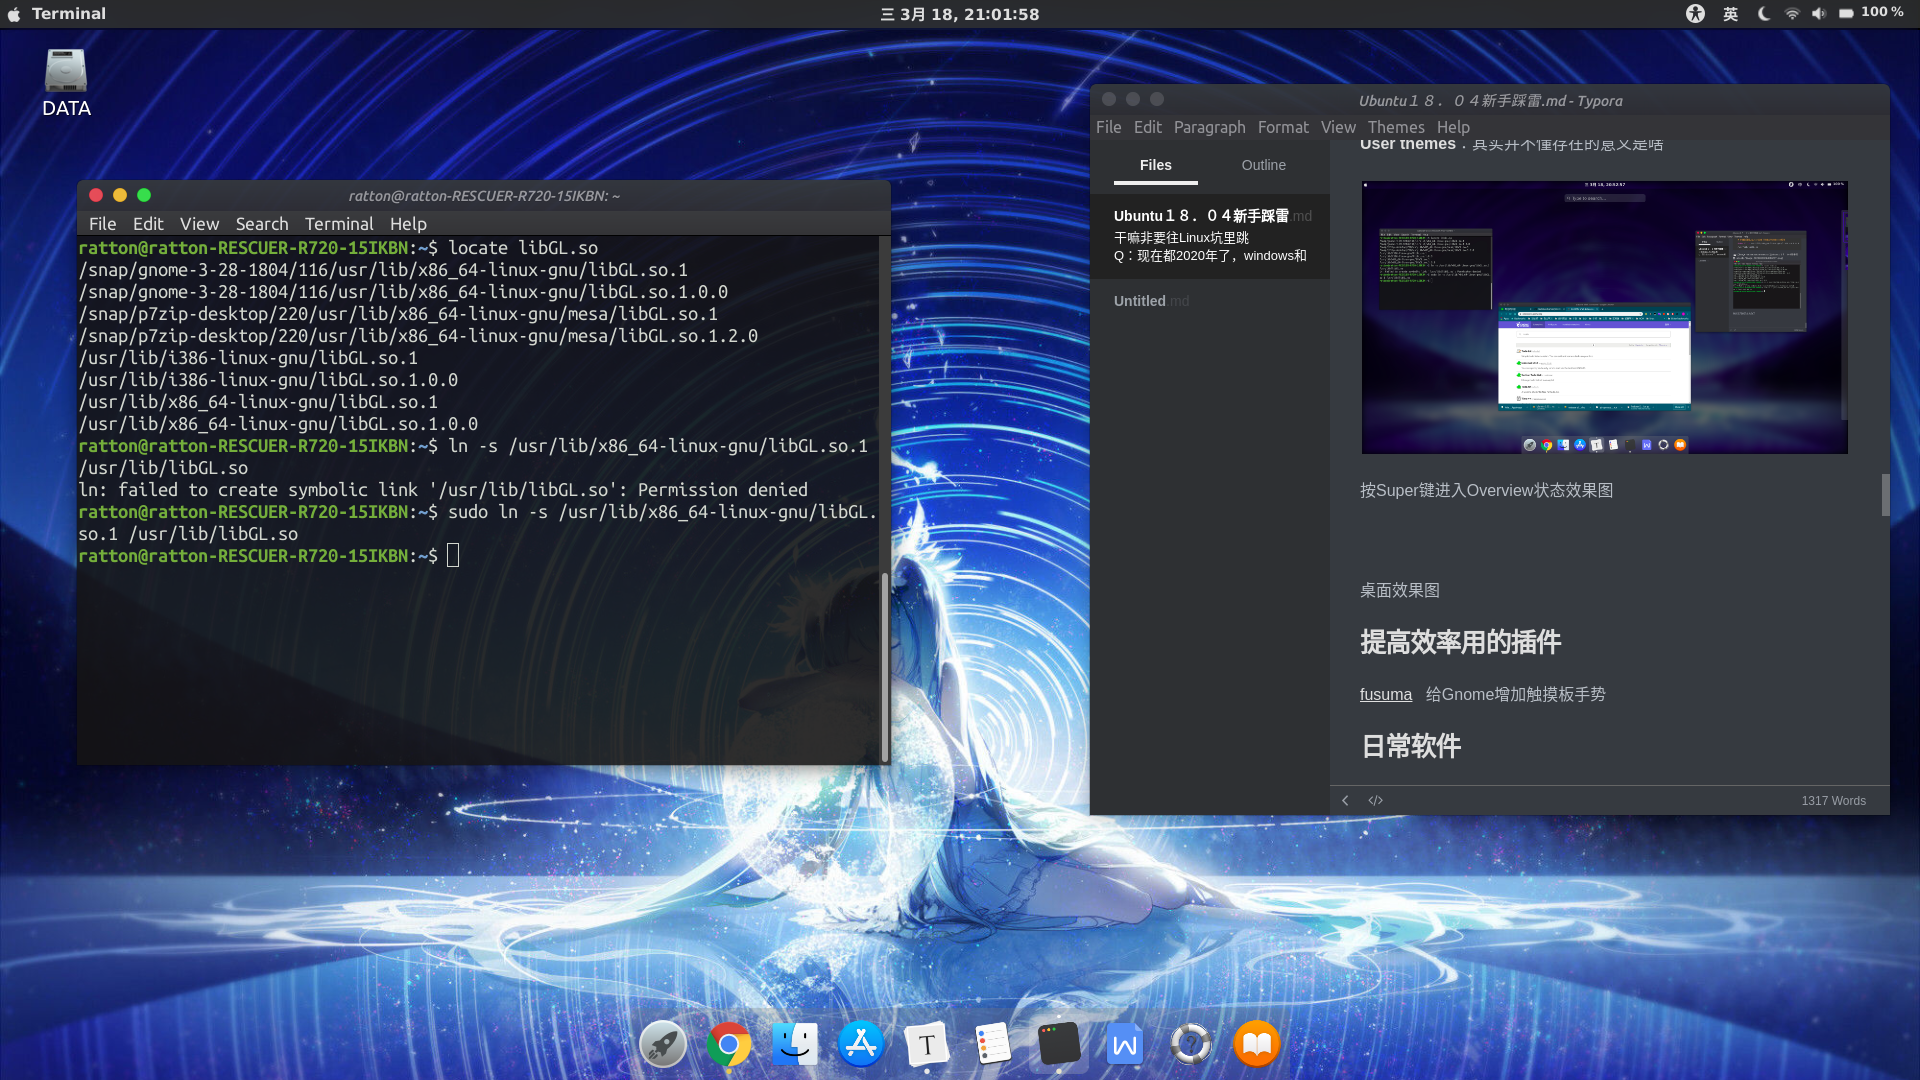 Terminal
三 3月 18, 21:01:58
英
100 %
DATA
ratton@ratton-RESCUER-R720-15IKBN: ~
File Edit View Search Terminal Help
ratton@ratton-RESCUER-R720-15IKBN:~$ locate libGL.so
/snap/gnome-3-28-1804/116/usr/lib/x86_64-linux-gnu/libGL.so.1
/snap/gnome-3-28-1804/116/usr/lib/x86_64-linux-gnu/libGL.so.1.0.0
/snap/p7zip-desktop/220/usr/lib/x86_64-linux-gnu/mesa/libGL.so.1
/snap/p7zip-desktop/220/usr/lib/x86_64-linux-gnu/mesa/libGL.so.1.2.0
/usr/lib/i386-linux-gnu/libGL.so.1
/usr/lib/i386-linux-gnu/libGL.so.1.0.0
/usr/lib/x86_64-linux-gnu/libGL.so.1
/usr/lib/x86_64-linux-gnu/libGL.so.1.0.0
ratton@ratton-RESCUER-R720-15IKBN:~$ ln -s /usr/lib/x86_64-linux-gnu/libGL.so.1
/usr/lib/libGL.so
ln: failed to create symbolic link '/usr/lib/libGL.so': Permission denied
ratton@ratton-RESCUER-R720-15IKBN:~$ sudo ln -s /usr/lib/x86_64-linux-gnu/libGL.
so.1 /usr/lib/libGL.so
ratton@ratton-RESCUER-R720-15IKBN:~$
Ubuntu１８．０４新手踩雷.md - Typora
File Edit Paragraph Format View Themes Help
Files
Outline
Ubuntu１８．０４新手踩雷.md
干嘛非要往Linux坑里跳
Q：现在都2020年了，windows和
Untitled.md
User themes：其实并不懂存在的意义是啥
按Super键进入Overview状态效果图
桌面效果图
提高效率用的插件
fusuma 给Gnome增加触摸板手势
日常软件
</>
1317 Words